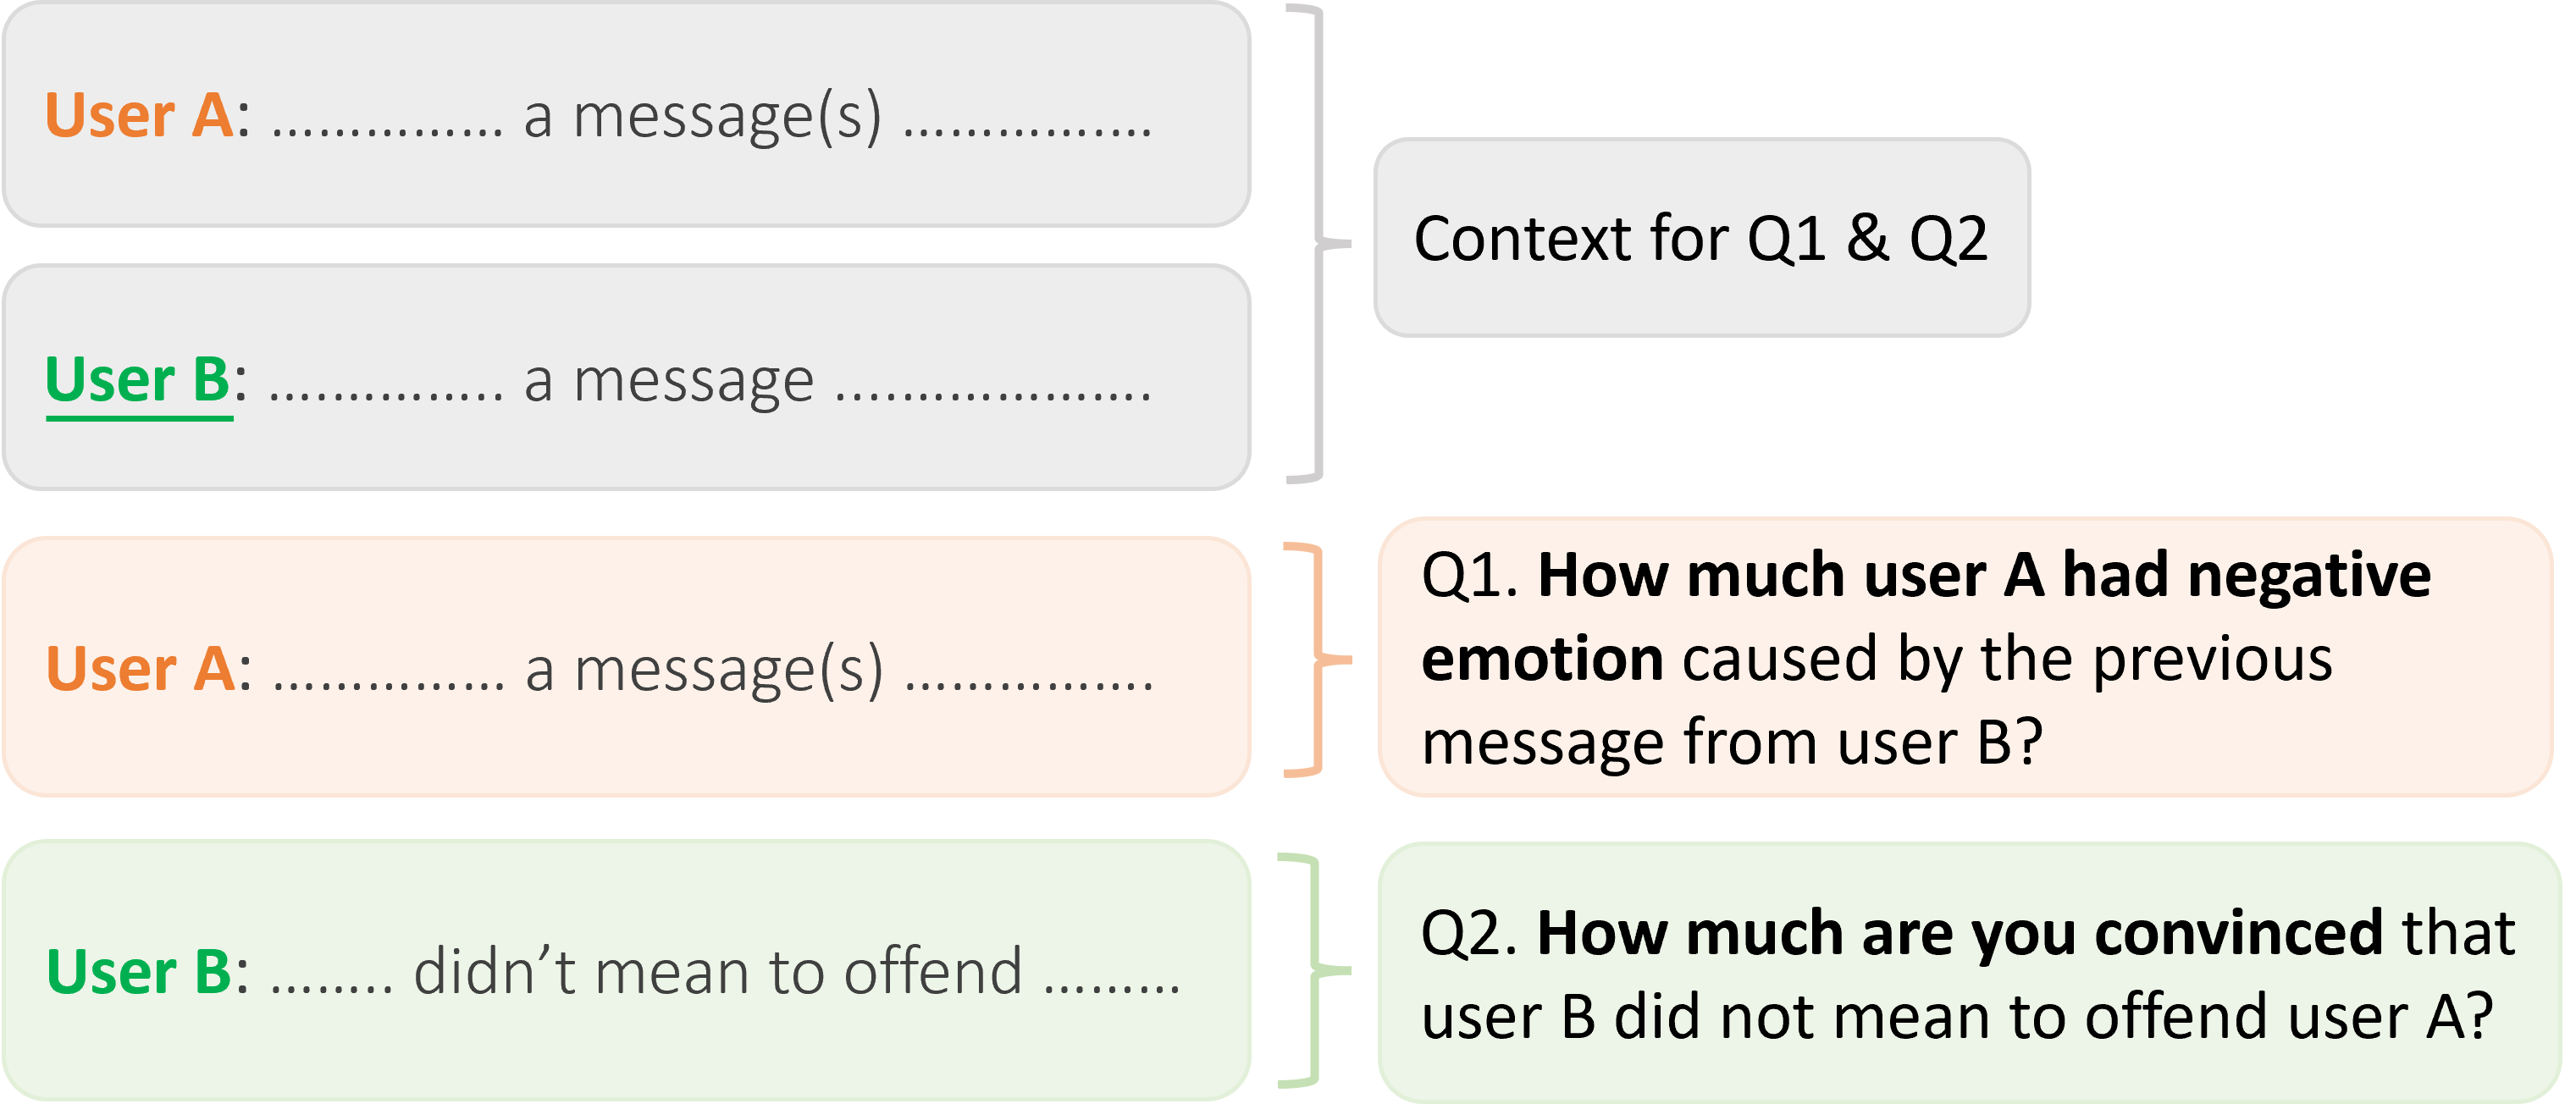 User A: …………… a message(s) …………….…
Context for Q1 & Q2
User B: ………….. a message ………………….
Q1. How much user A had negative
emotion caused by the previous
message from user B?
User A: …………… a message(s) …………….
Q2. How much are you convinced that
user B did not mean to offend user A?
User B: …….. didn’t mean to offend ………